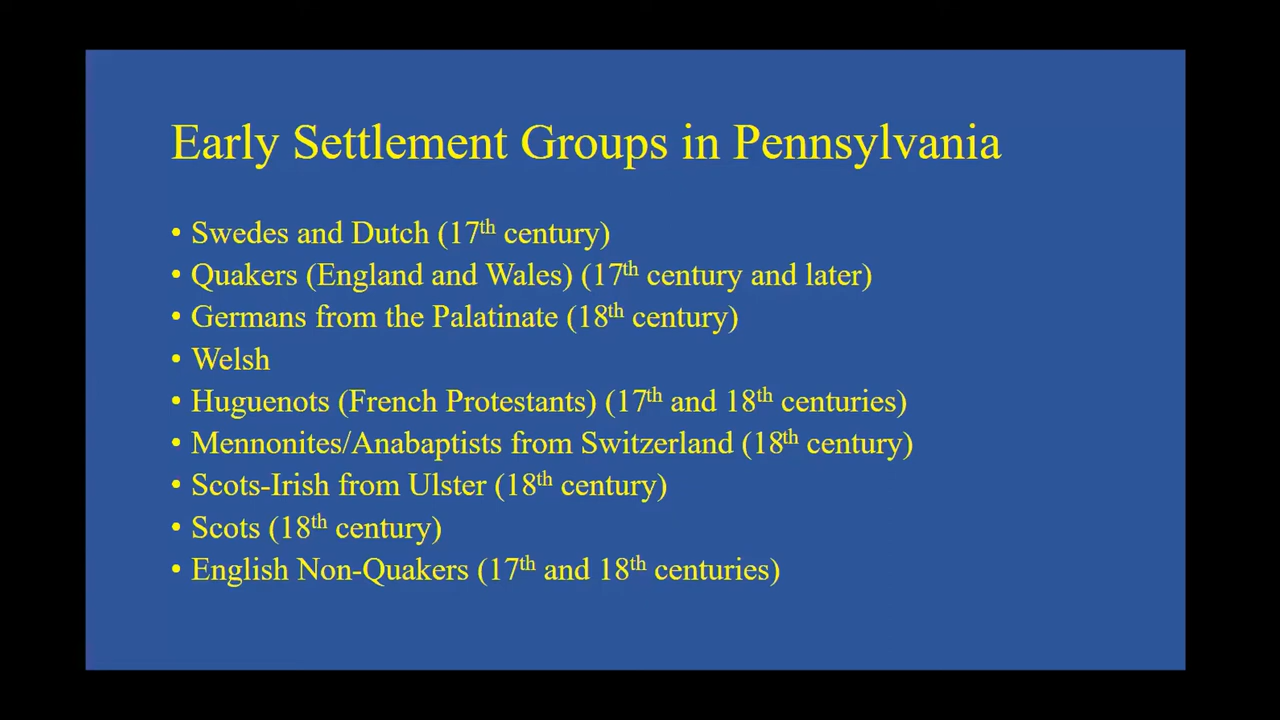 Early Settlement Groups in Pennsylvania
• Swedes and Dutch (17th century)
• Quakers (England and Wales) (17th century and later)
• Germans from the Palatinate (18th century)
• Welsh
• Huguenots (French Protestants) (17th and 18th centuries)
• Mennonites/Anabaptists from Switzerland (18th century)
• Scots-Irish from Ulster (18th century)
• Scots (18th century)
• English Non-Quakers (17th and 18th centuries)